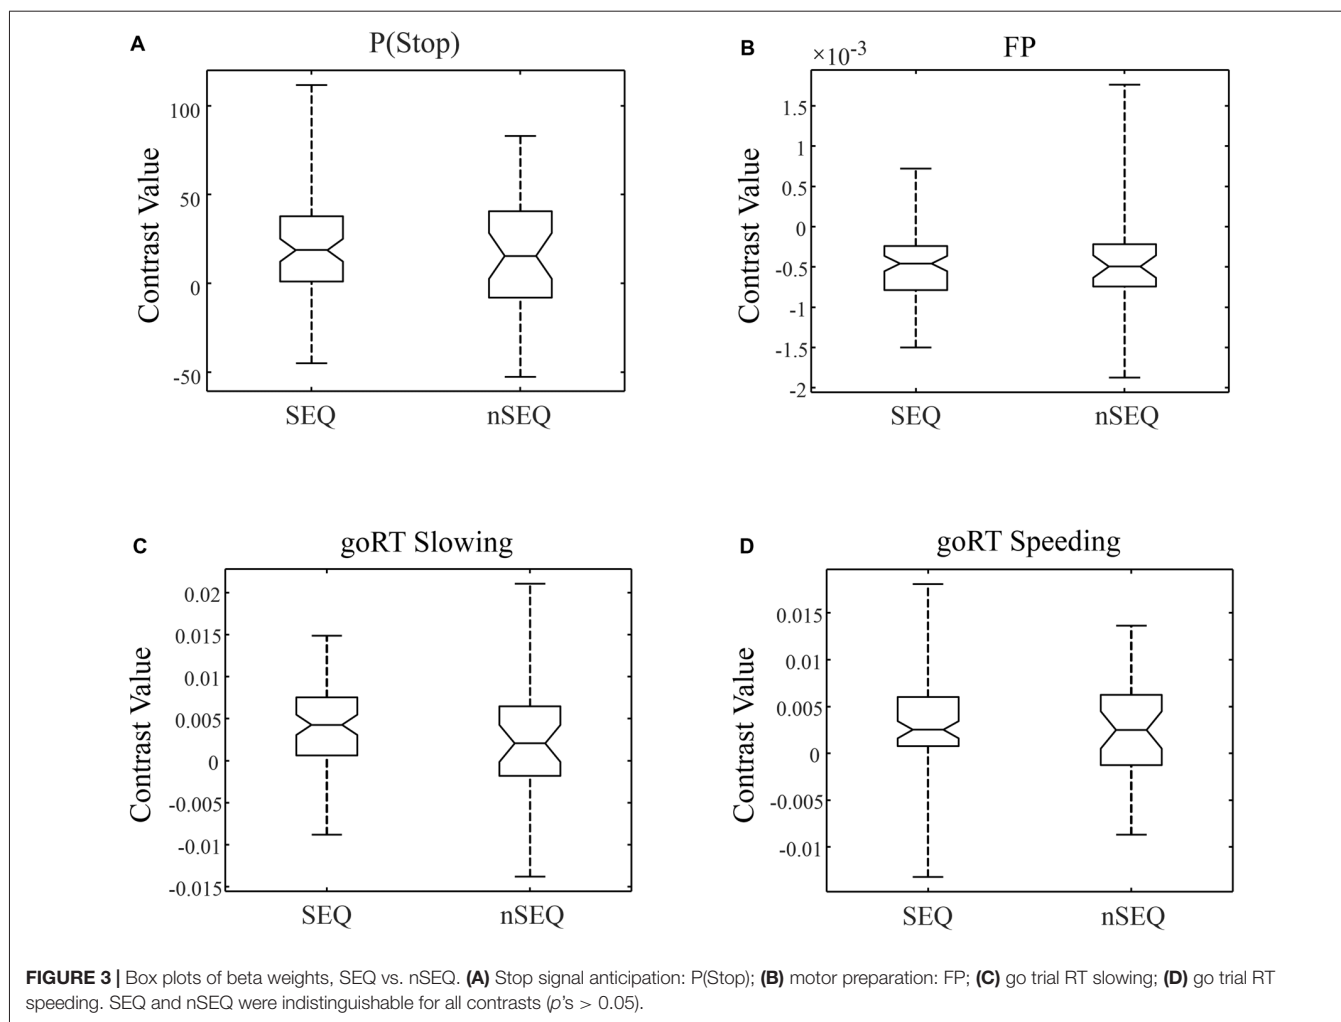 A
P(Stop)
100
50
0
-50
Contrast Value
SEQ
nSEQ
B
×10-3
FP
1.5
1
0.5
0
-0.5
-1
-1.5
-2
Contrast Value
SEQ
nSEQ
C
goRT Slowing
0.02
0.015
0.01
0.005
0
-0.005
-0.01
-0.015
Contrast Value
SEQ
nSEQ
D
goRT Speeding
0.015
0.01
0.005
0
-0.005
-0.01
Contrast Value
SEQ
nSEQ
FIGURE 3 | Box plots of beta weights, SEQ vs. nSEQ. (A) Stop signal anticipation: P(Stop); (B) motor preparation: FP; (C) go trial RT slowing; (D) go trial RT
speeding. SEQ and nSEQ were indistinguishable for all contrasts (p's > 0.05).